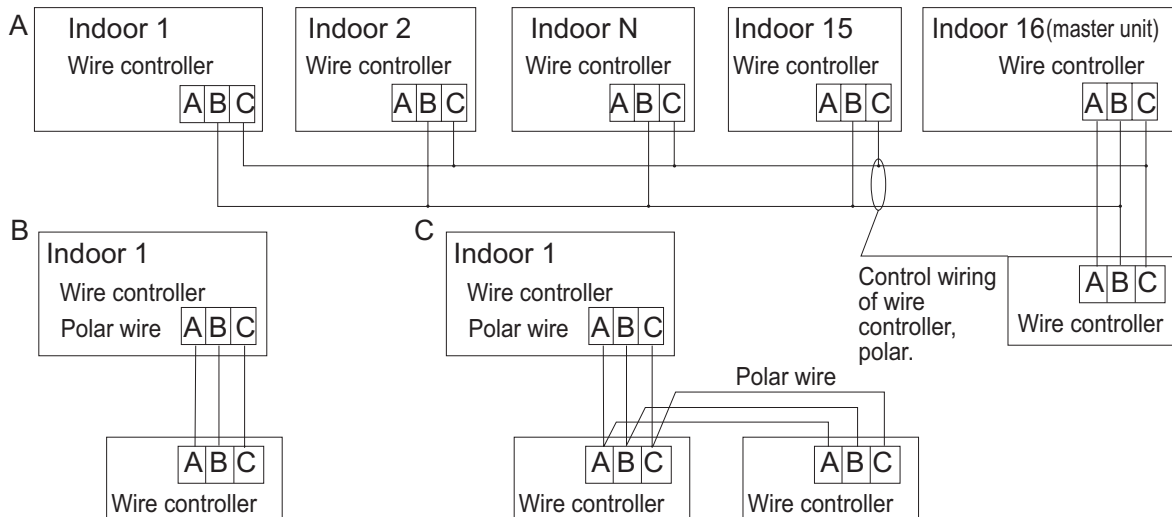 A
Indoor 1
Wire controller
A B C
Indoor 2
Wire controller
A B C
Indoor N
Wire controller
A B C
Indoor 15
Wire controller
A B C
Indoor 16 (master unit)
Wire controller
A B C
Control wiring
of wire
controller,
polar.
A B C
Wire controller
B
Indoor 1
Wire controller
Polar wire A B C
A B C
Wire controller
C
Indoor 1
Wire controller
Polar wire A B C
Polar wire
A B C
Wire controller
A B C
Wire controller